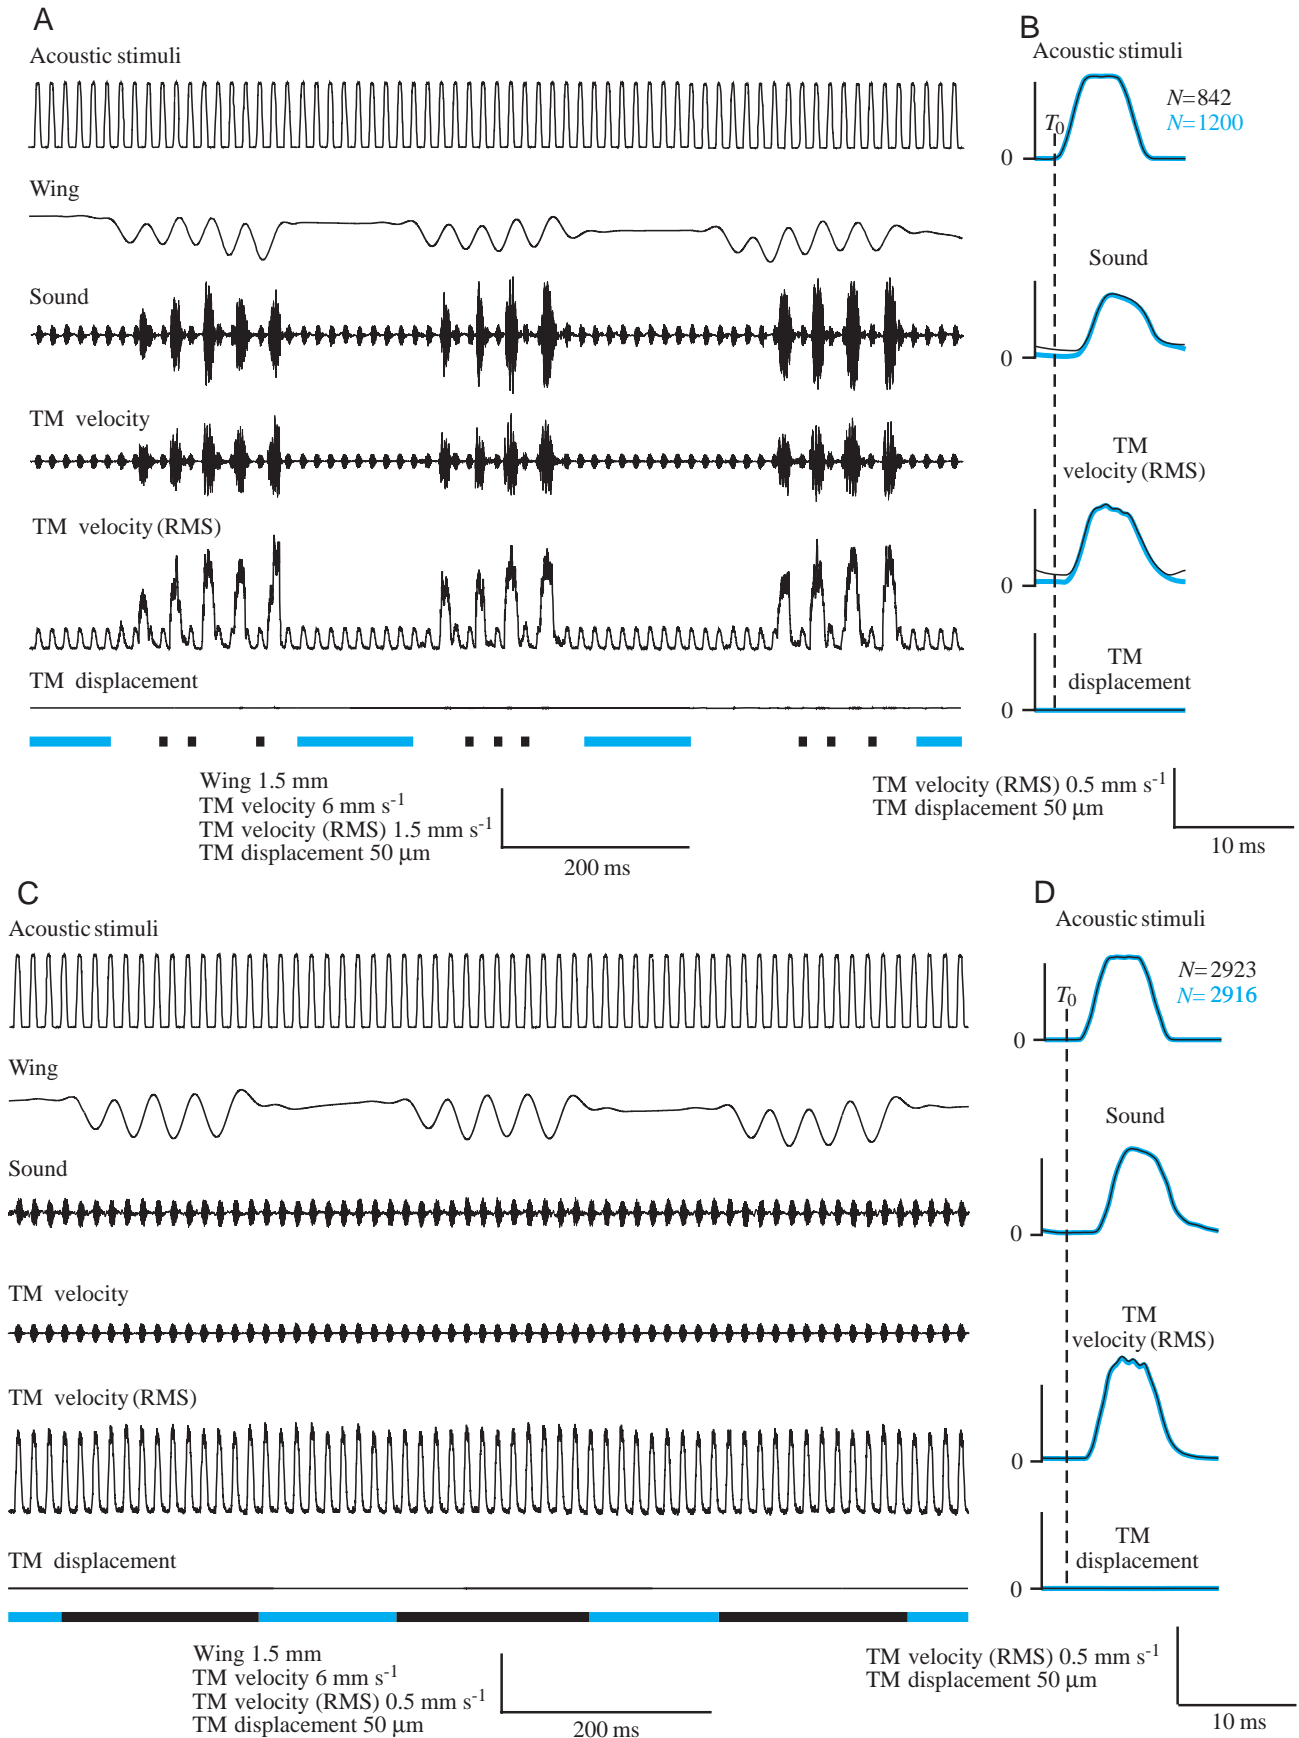 A
Acoustic stimuli
Wing
Sound
TM velocity
TM velocity (RMS)
TM displacement
Wing 1.5 mm
TM velocity 6 mm s-1
TM velocity (RMS) 1.5 mm s-1
TM displacement 50 μm
200 ms
B
Acoustic stimuli
N=842
N=1200
T0
0
Sound
0
TM
velocity (RMS)
0
TM
displacement
0
TM velocity (RMS) 0.5 mm s-1
TM displacement 50 μm
10 ms
C
Acoustic stimuli
Wing
Sound
TM velocity
TM velocity (RMS)
TM displacement
Wing 1.5 mm
TM velocity 6 mm s-1
TM velocity (RMS) 0.5 mm s-1
TM displacement 50 μm
200 ms
D
Acoustic stimuli
N=2923
N=2916
T0
0
Sound
0
TM
velocity (RMS)
0
TM
displacement
0
TM velocity (RMS) 0.5 mm s-1
TM displacement 50 μm
10 ms